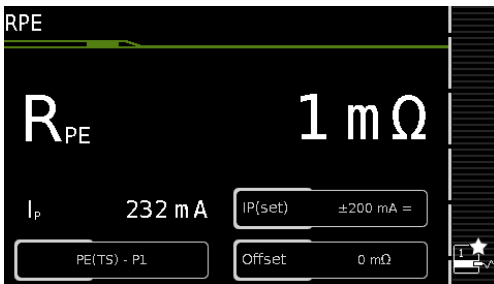 RPE
RPE 1 mΩ
IP 232 mA IP(set) ±200 mA =
PE(TS) - P1 Offset 0 mΩ
1